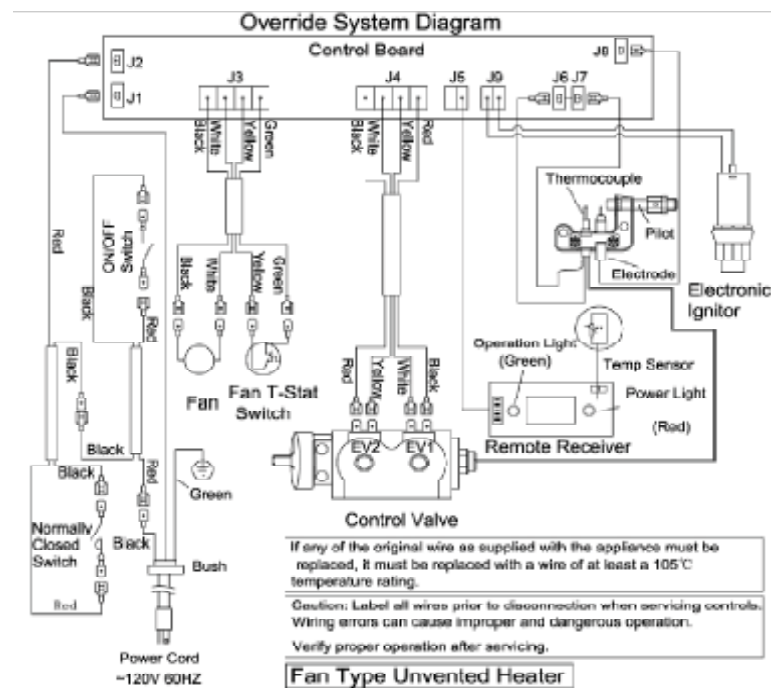 Override System Diagram
Control Board
J2
J1
J3
J4
J5
J9
J6 J7
J8
Black
White
Yellow
Green
Black
White
Yellow
Red
Thermocouple
Pilot
Electrode
Electronic
Ignitor
ON/OFF
Switch
Red
Black
Red
Black
White
Yellow
Green
Fan
Fan T-Stat
Switch
Red
Yellow
White
Black
Operation Light
(Green)
Temp Sensor
Power Light
(Red)
Remote Receiver
EV2
EV1
Control Valve
Black
Black
Black
Red
Green
Normally
Closed
Switch
Black
Red
Bush
Power Cord
~120V 60HZ
If any of the original wire as supplied with the appliance must be
replaced, it must be replaced with a wire of at least a 105℃
temperature rating.
Caution: Label all wires prior to disconnection when servicing controls.
Wiring errors can cause improper and dangerous operation.
Verify proper operation after servicing.
Fan Type Unvented Heater